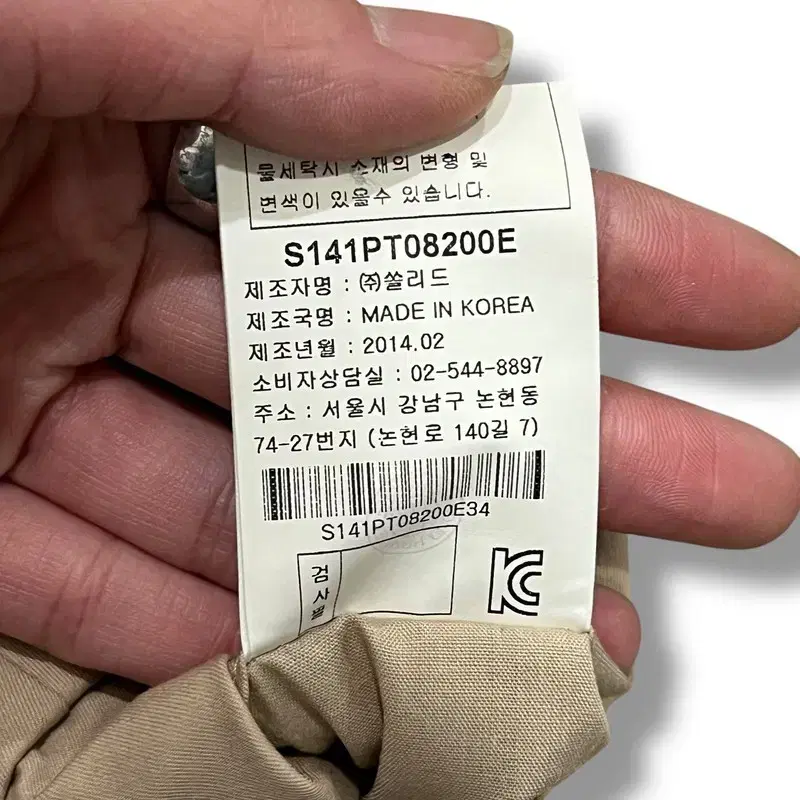 물세탁시 소재의 변형 및
변색이 있을수 있습니다.
S141PT08200E
제조자명 : ㈜쏠리드
제조국명 : MADE IN KOREA
제조년월 : 2014.02
소비자상담실 : 02-544-8897
주소 : 서울시 강남구 논현동
74-27번지 (논현로 140길 7)
S141PT08200E34
검사필
KC